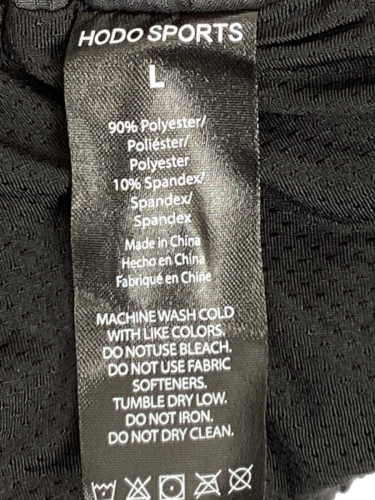 HODO SPORTS
L
90% Polyester/
Poliéster/
Polyester
10% Spandex/
Spandex/
Spandex
Made in China
Hecho en China
Fabriqué en Chine
MACHINE WASH COLD
WITH LIKE COLORS.
DO NOTUSE BLEACH.
DO NOT USE FABRIC
SOFTENERS.
TUMBLE DRY LOW.
DO NOT IRON.
DO NOT DRY CLEAN.